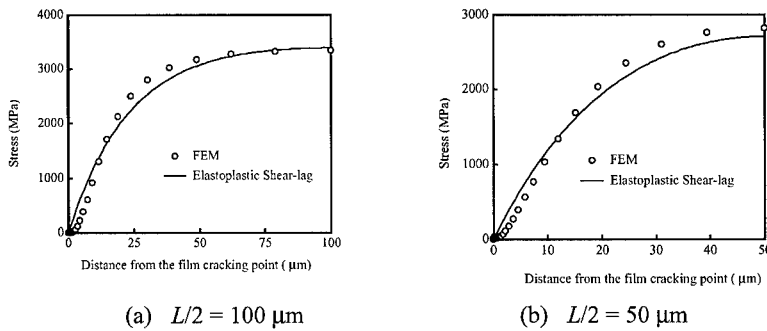 4000
3000
2000
1000
0
Stress (MPa)
FEM
Elastoplastic Shear-lag
0 25 50 75 100
Distance from the film cracking point ( μm)
(a) L/2 = 100 μm
3000
2000
1000
0
Stress (MPa)
FEM
Elastoplastic Shear-lag
0 10 20 30 40 50
Distance from the film cracking point ( μm)
(b) L/2 = 50 μm